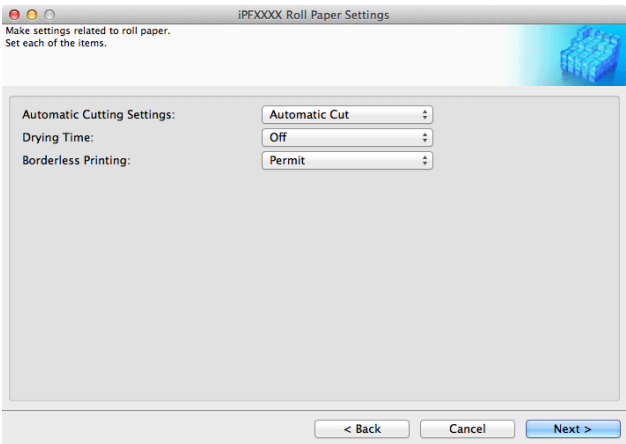 iPFXXXX Roll Paper Settings
Make settings related to roll paper.
Set each of the items.
Automatic Cutting Settings: Automatic Cut
Drying Time: Off
Borderless Printing: Permit
< Back Cancel Next >